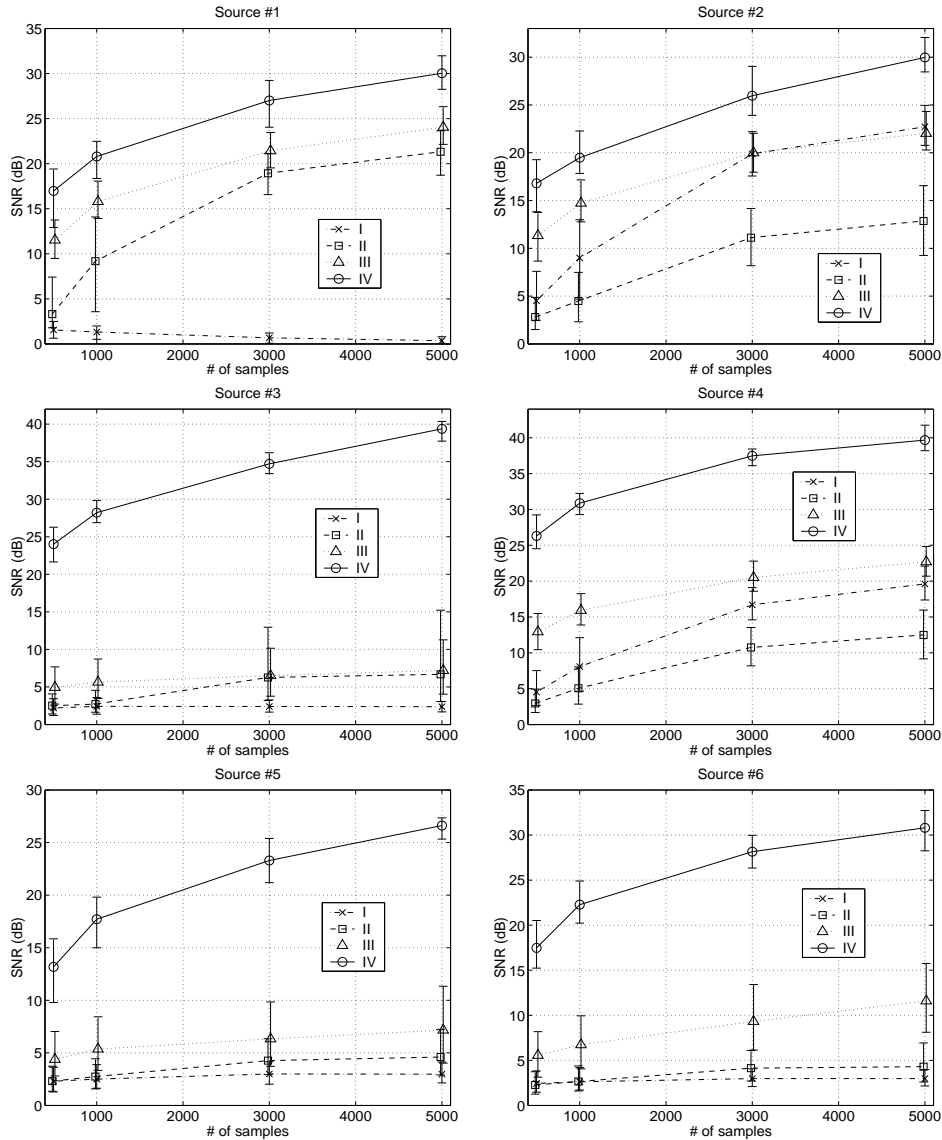 Source #1
SNR (dB)
35
30
25
20
15
10
5
0
I
II
III
IV
1000 2000 3000 4000 5000
# of samples
Source #2
SNR (dB)
35
30
25
20
15
10
5
0
I
II
III
IV
1000 2000 3000 4000 5000
# of samples
Source #3
SNR (dB)
40
35
30
25
20
15
10
5
0
I
II
III
IV
1000 2000 3000 4000 5000
# of samples
Source #4
SNR (dB)
40
35
30
25
20
15
10
5
0
I
II
III
IV
1000 2000 3000 4000 5000
# of samples
Source #5
SNR (dB)
30
25
20
15
10
5
0
I
II
III
IV
1000 2000 3000 4000 5000
# of samples
Source #6
SNR (dB)
35
30
25
20
15
10
5
0
I
II
III
IV
1000 2000 3000 4000 5000
# of samples